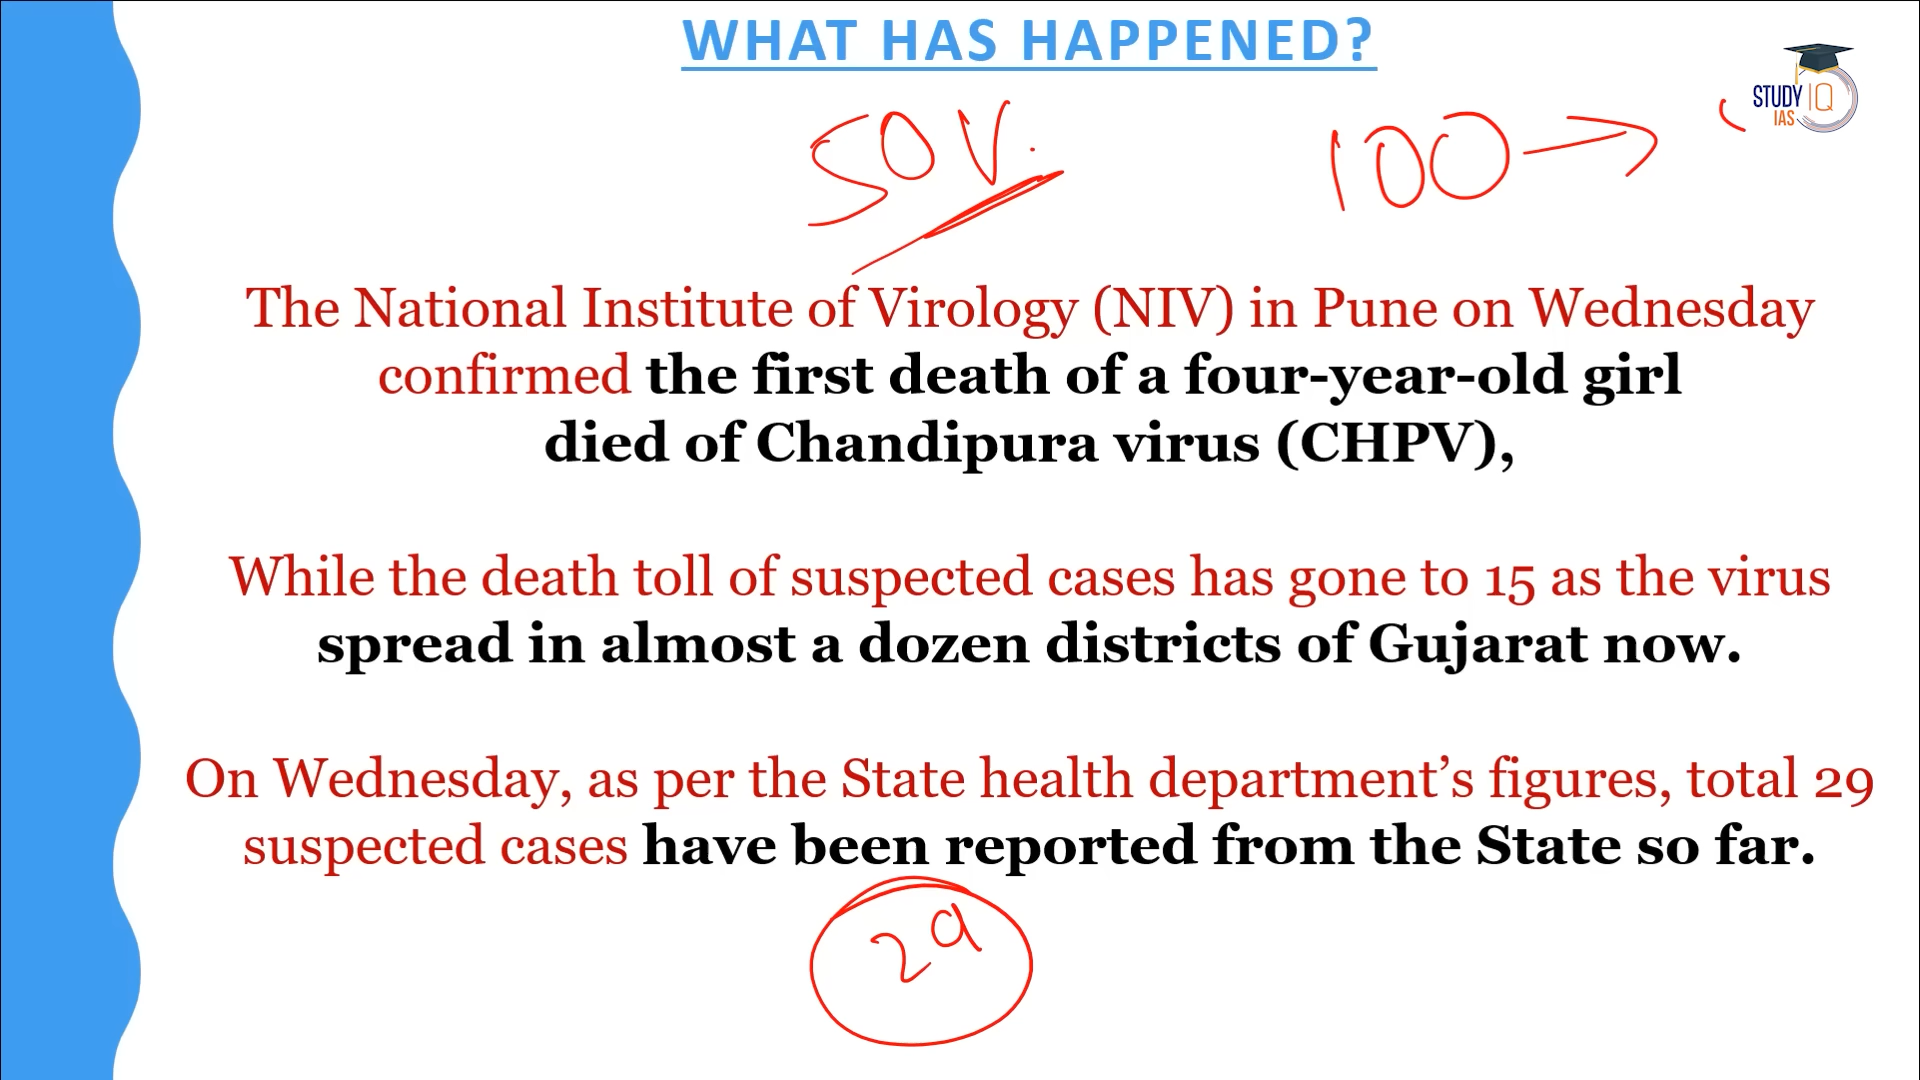 WHAT HAS HAPPENED?
STUDY IQ
IAS
50%.
100 →
The National Institute of Virology (NIV) in Pune on Wednesday
confirmed the first death of a four-year-old girl
died of Chandipura virus (CHPV),
While the death toll of suspected cases has gone to 15 as the virus
spread in almost a dozen districts of Gujarat now.
On Wednesday, as per the State health department’s figures, total 29
suspected cases have been reported from the State so far.
29